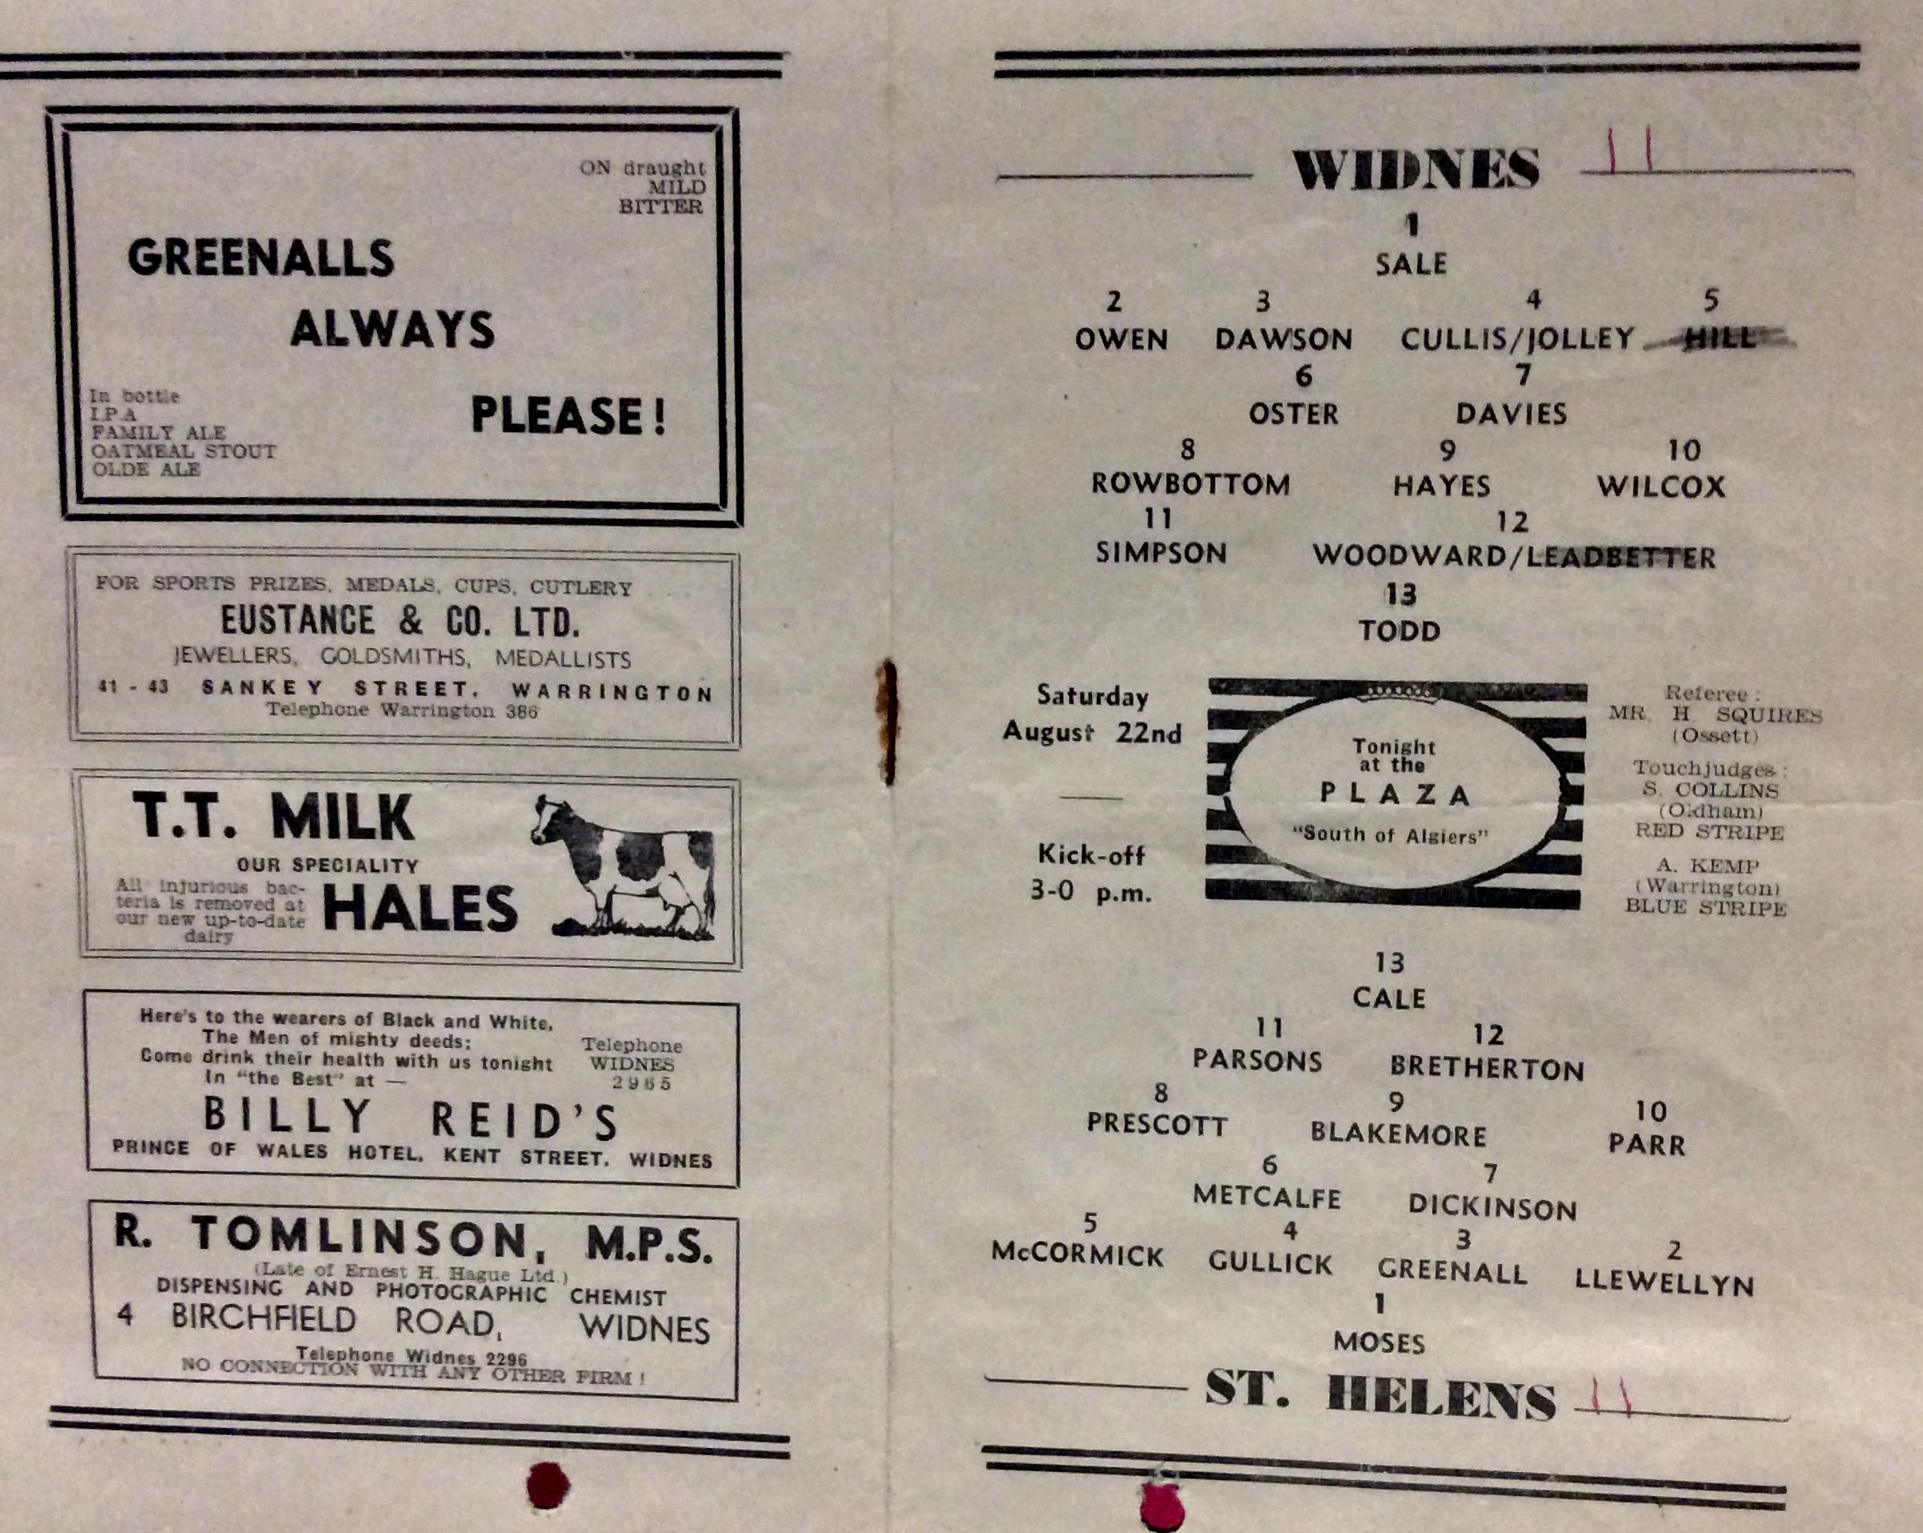 ON draught
MILD
BITTER
GREENALLS
ALWAYS
PLEASE!
In bottle
I.P.A
FAMILY ALE
OATMEAL STOUT
OLDE ALE
FOR SPORTS PRIZES, MEDALS, CUPS, CUTLERY
EUSTANCE & CO. LTD.
JEWELLERS, GOLDSMITHS, MEDALLISTS
41 - 43 SANKEY STREET, WARRINGTON
Telephone Warrington 386
T.T. MILK
OUR SPECIALITY
All injurious bac-
teria is removed at
our new up-to-date
dairy
HALES
Here's to the wearers of Black and White,
The Men of mighty deeds;
Come drink their health with us tonight
In "the Best" at —
Telephone
WIDNES
2965
BILLY REID'S
PRINCE OF WALES HOTEL, KENT STREET, WIDNES
R. TOMLINSON, M.P.S.
(Late of Ernest H. Hague Ltd.)
DISPENSING AND PHOTOGRAPHIC CHEMIST
4 BIRCHFIELD ROAD, WIDNES
Telephone Widnes 2296
NO CONNECTION WITH ANY OTHER FIRM !
WIDNES 11
1
SALE
2 3 4 5
OWEN DAWSON CULLIS/JOLLEY HILL
6 7
OSTER DAVIES
8 9 10
ROWBOTTOM HAYES WILCOX
11 12
SIMPSON WOODWARD/LEADBETTER
13
TODD
Saturday
August 22nd
Kick-off
3-0 p.m.
Tonight
at the
PLAZA
"South of Algiers"
Referee :
MR. H. SQUIRES
(Ossett)
Touchjudges :
S. COLLINS
(Oldham)
RED STRIPE
A. KEMP
(Warrington)
BLUE STRIPE
13
CALE
11 12
PARSONS BRETHERTON
8 9 10
PRESCOTT BLAKEMORE PARR
6 7
METCALFE DICKINSON
5 4 3 2
McCORMICK GULLICK GREENALL LLEWELLYN
1
MOSES
ST. HELENS 11